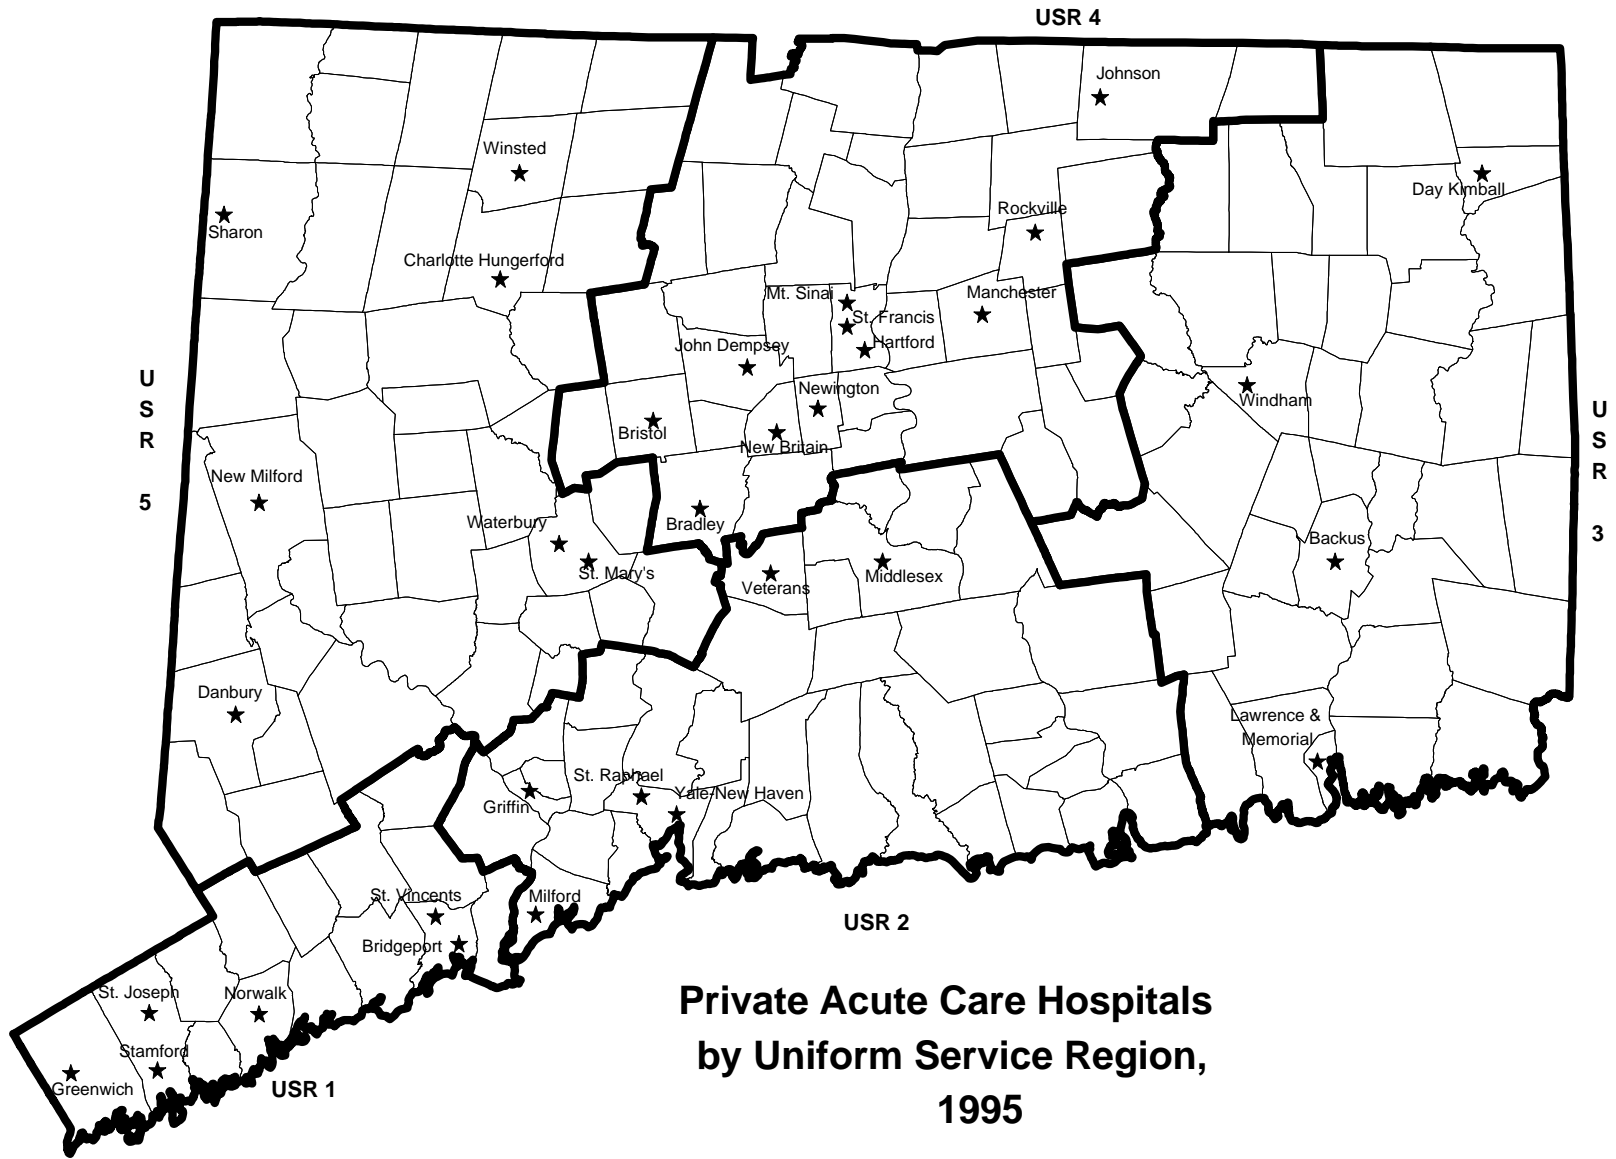 USR 4
Johnson
Winsted
Day Kimball
Sharon
Rockville
Charlotte Hungerford
Mt. Sinai
Manchester
St. Francis
Hartford
John Dempsey
U
S
R
5
Newington
Windham
U
S
R
3
Bristol
New Britain
New Milford
Waterbury
Bradley
Backus
St. Mary's
Veterans
Middlesex
Danbury
Lawrence &
Memorial
St. Raphael
Griffin
Yale-New Haven
St. Vincents
Milford
USR 2
Bridgeport
St. Joseph
Norwalk
Stamford
Greenwich
USR 1
Private Acute Care Hospitals
by Uniform Service Region,
1995